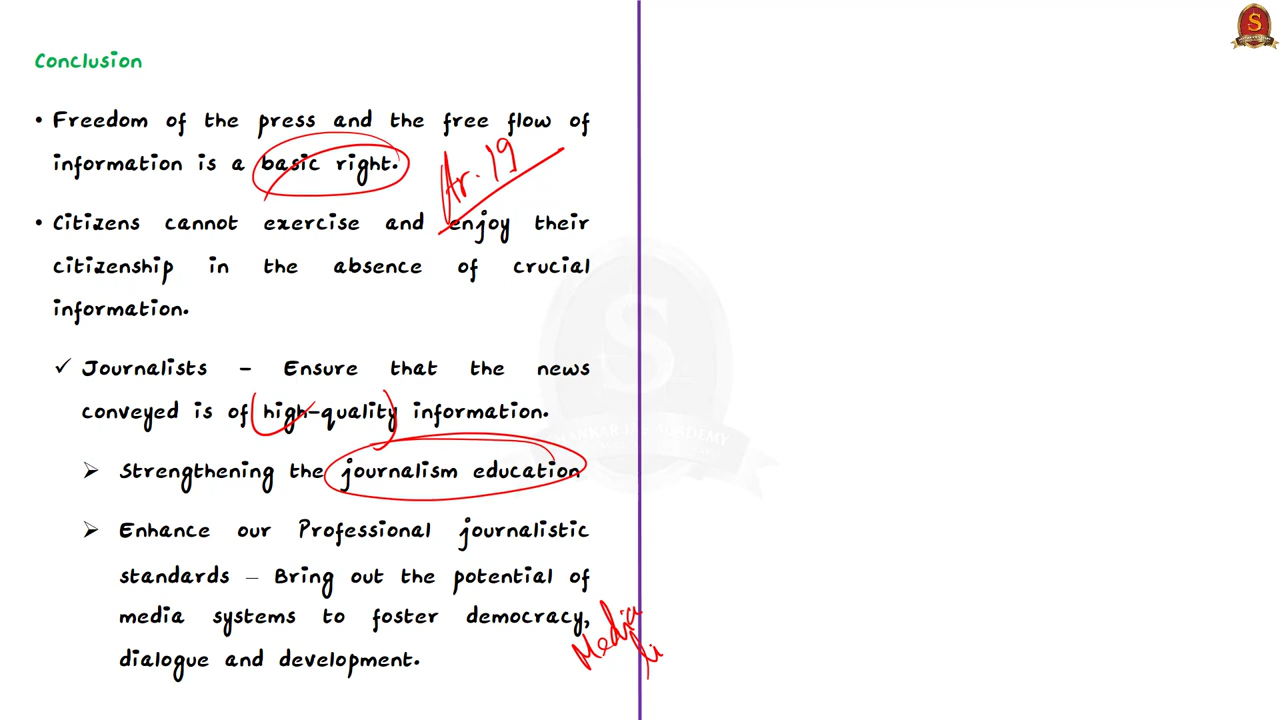 Conclusion
• Freedom of the press and the free flow of
information is a basic right.
Ar. 19
• Citizens cannot exercise and enjoy their
citizenship in the absence of crucial
information.
✓ Journalists - Ensure that the news
conveyed is of high-quality information.
➢ Strengthening the journalism education
➢ Enhance our Professional journalistic
standards – Bring out the potential of
media systems to foster democracy,
dialogue and development.
Media
li
S
S